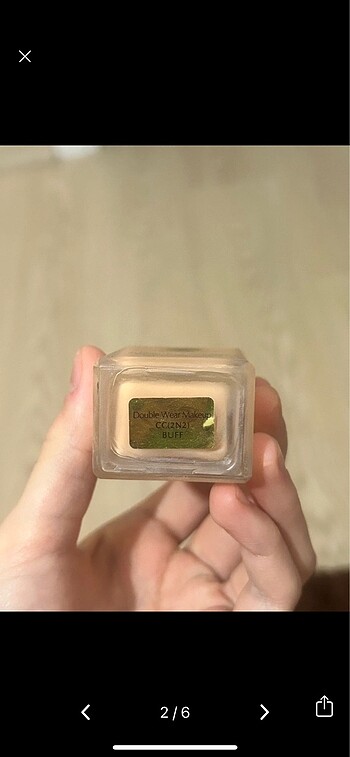 Double Wear Makeup
CC(2N2)
BUFF
2/6